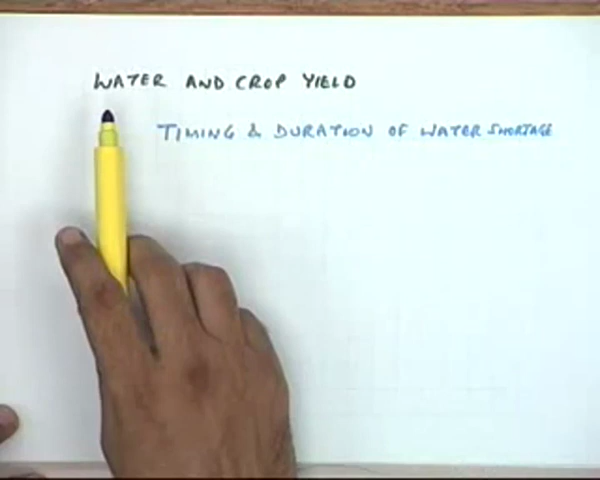 WATER AND CROP YIELD
TIMING & DURATION OF WATER SHORTAGE